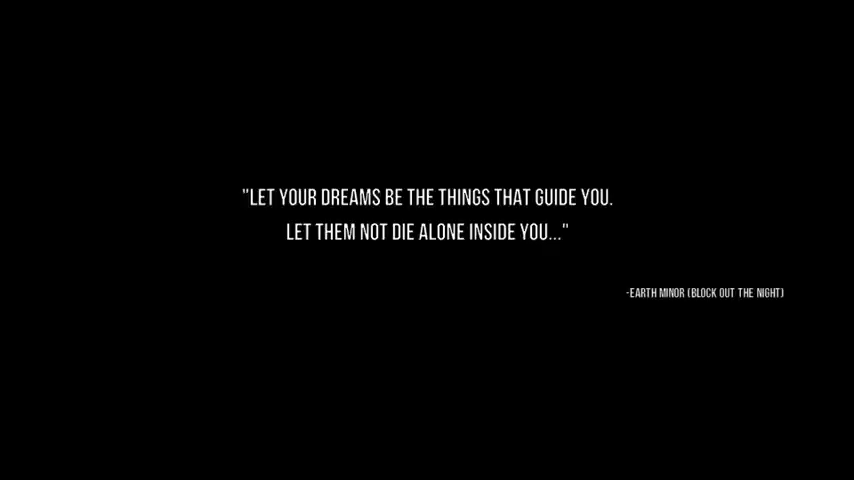 "LET YOUR DREAMS BE THE THINGS THAT GUIDE YOU.
LET THEM NOT DIE ALONE INSIDE YOU..."
-EARTH MINOR (BLOCK OUT THE NIGHT)